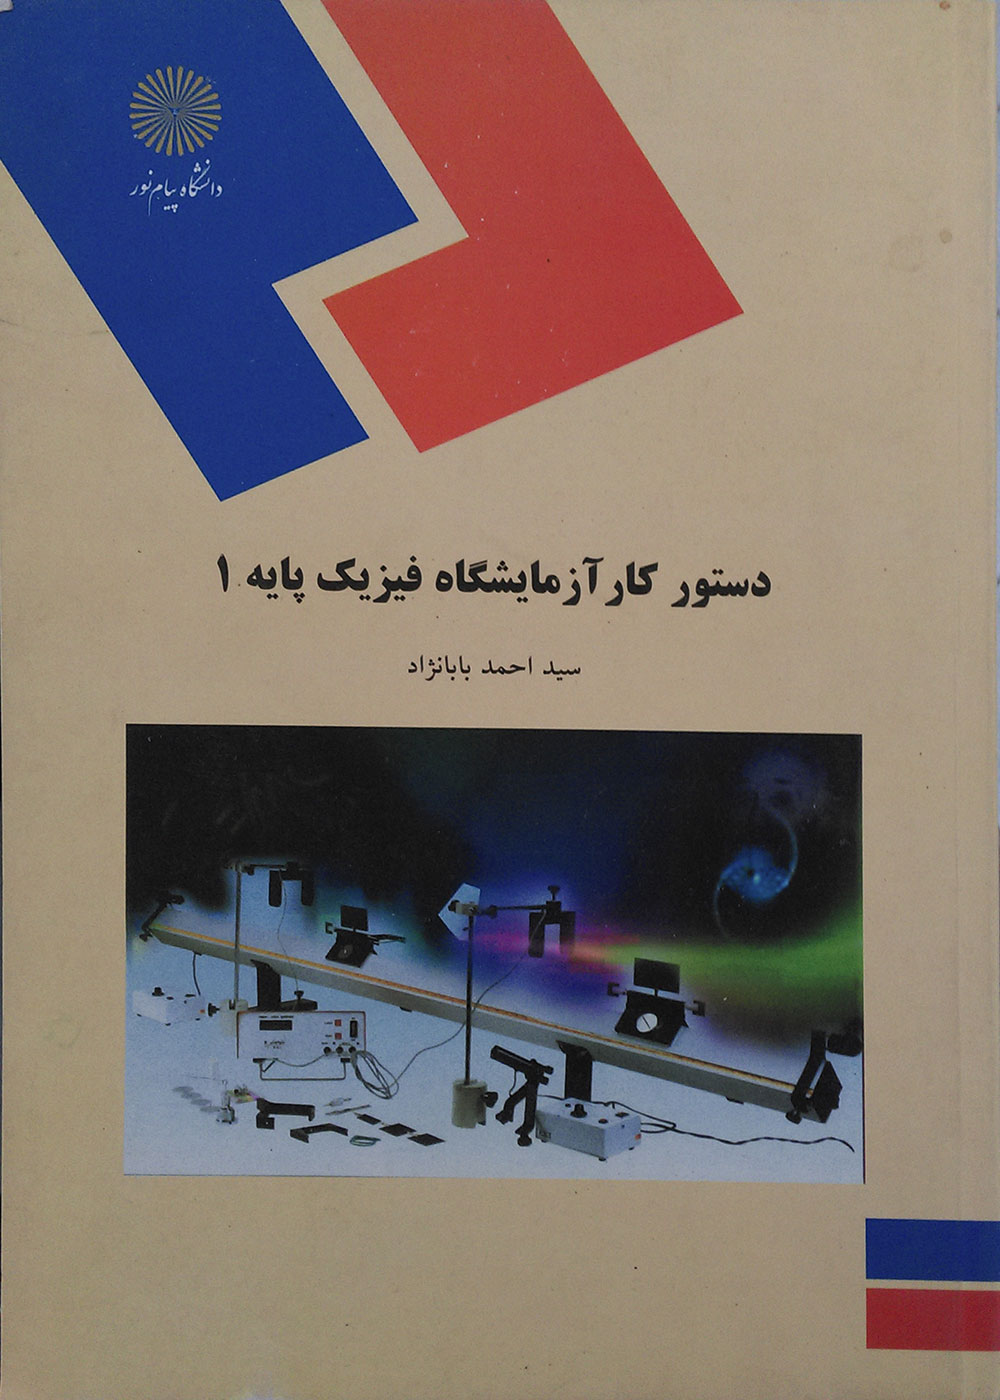 دانشگاه پیام نور
دستور کار آزمایشگاه فیزیک پایه ۱
سید احمد بابانژاد